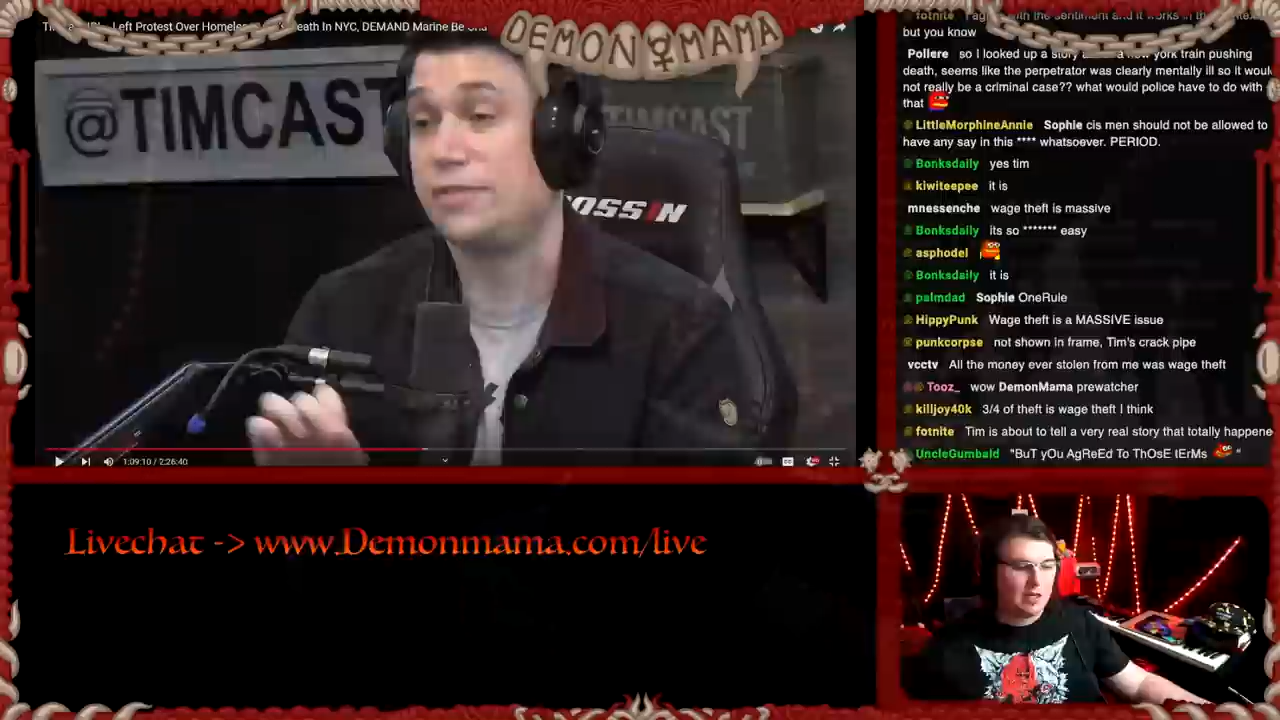 Left Protest Over Homeless
eath In NYC, DEMAND Marine Be
DEMON MAMA
@TIMCAST
TIMCAST
1:09:10 / 2:26:40
but you know
Pollere so I looked up a story york train pushing
death, seems like the perpetrator was clearly mentally ill so it woul
not really be a criminal case?? what would police have to do with
that
LittleMorphineAnnie Sophie cis men should not be allowed to
have any say in this **** whatsoever. PERIOD.
Bonksdaily yes tim
kiwiteepee it is
mnessenche wage theft is massive
Bonksdaily its so ******* easy
asphodel
Bonksdaily it is
palmdad Sophie OneRule
HippyPunk Wage theft is a MASSIVE issue
punkcorpse not shown in frame, Tim's crack pipe
vcctv All the money ever stolen from me was wage theft
Tooz_ wow DemonMama prewatcher
killjoy40k 3/4 of theft is wage theft I think
fotnite Tim is about to tell a very real story that totally happene
UncleGumbald "BuT yOu AgReEd To ThOsE tErMs "
Livechat -> www.Demonmama.com/live